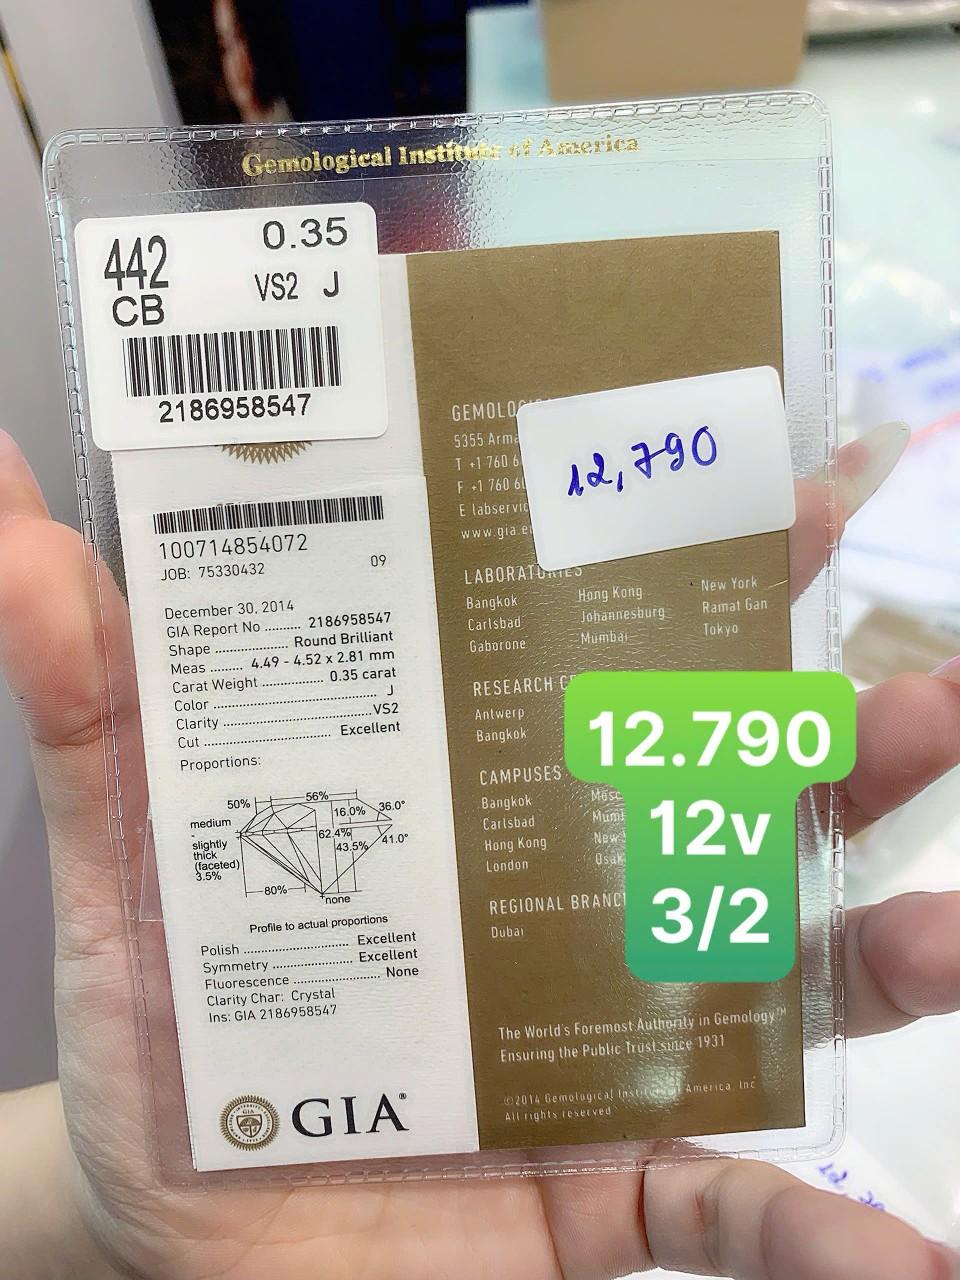 Gemological Institute of America
442
CB
0.35
VS2 J
2186958547
100714854072
JOB: 75330432 09
December 30, 2014
GIA Report No .......... 2186958547
Shape .................... Round Brilliant
Meas ......... 4.49 - 4.52 x 2.81 mm
Carat Weight ................. 0.35 carat
Color ............................................. J
Clarity ........................................ VS2
Cut .................................. Excellent
Proportions:
50%
56%
16.0%
36.0°
medium
-
slightly
thick
(faceted)
3.5%
62.4%
43.5%
41.0°
80%
none
Profile to actual proportions
Polish ............................ Excellent
Symmetry ....................... Excellent
Fluorescence ........................ None
Clarity Char: Crystal
Ins: GIA 2186958547
GIA®
5355
T +1 760
F +1 760
E
12,790
LABORATORIES
Bangkok Hong Kong New York
Carlsbad Johannesburg Ramat Gan
Gaborone Mumbai Tokyo
RESEARCH
Antwerp
Bangkok
CAMPUSES
Bangkok
Carlsbad
Hong Kong
London
REGIONAL
Dubai
12.790
12v
3/2
The World's Foremost Authority in Gemology™
Ensuring the Public Trust since 1931
©2014 Gemological Institute of America, Inc
All rights reserved